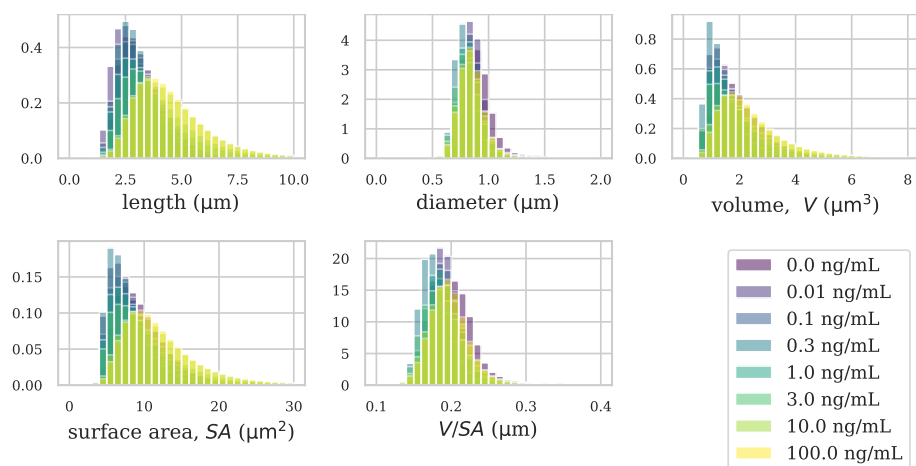 0.4
0.2
0.0
0.0 2.5 5.0 7.5 10.0
length (μm)
4
3
2
1
0
0.0 0.5 1.0 1.5 2.0
diameter (μm)
0.8
0.6
0.4
0.2
0.0
0 2 4 6 8
volume, V (μm³)
0.15
0.10
0.05
0.00
0 10 20 30
surface area, SA (μm²)
20
15
10
5
0
0.1 0.2 0.3 0.4
V/SA (μm)
0.0 ng/mL
0.01 ng/mL
0.1 ng/mL
0.3 ng/mL
1.0 ng/mL
3.0 ng/mL
10.0 ng/mL
100.0 ng/mL